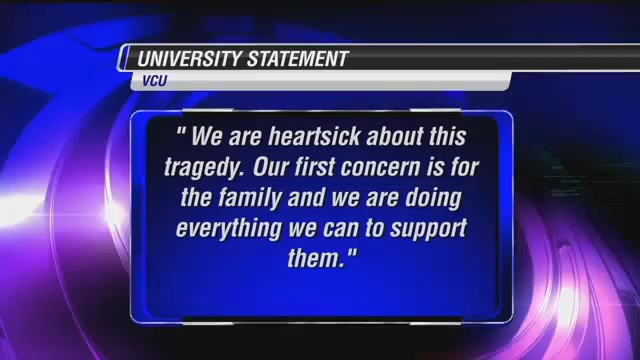 UNIVERSITY STATEMENT
VCU
" We are heartsick about this
tragedy. Our first concern is for
the family and we are doing
everything we can to support
them."